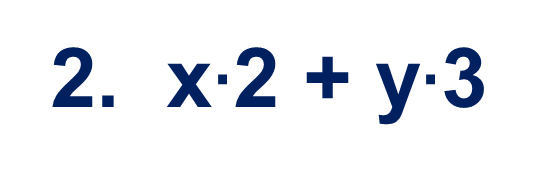 2. x·2 + y·3